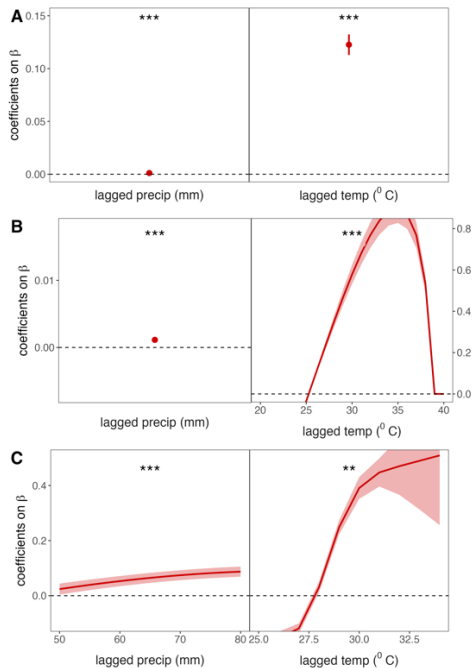 A
*** ***
0.15
0.10
0.05
0.00
coefficients on β
lagged precip (mm) lagged temp (⁰ C)
B
*** ***
0.01
0.00
coefficients on β
0.8
0.6
0.4
0.2
0.0
20 25 30 35 40
lagged precip (mm) lagged temp (⁰ C)
C
*** **
0.4
0.2
0.0
coefficients on β
50 60 70 80 25.0 27.5 30.0 32.5
lagged precip (mm) lagged temp (⁰ C)